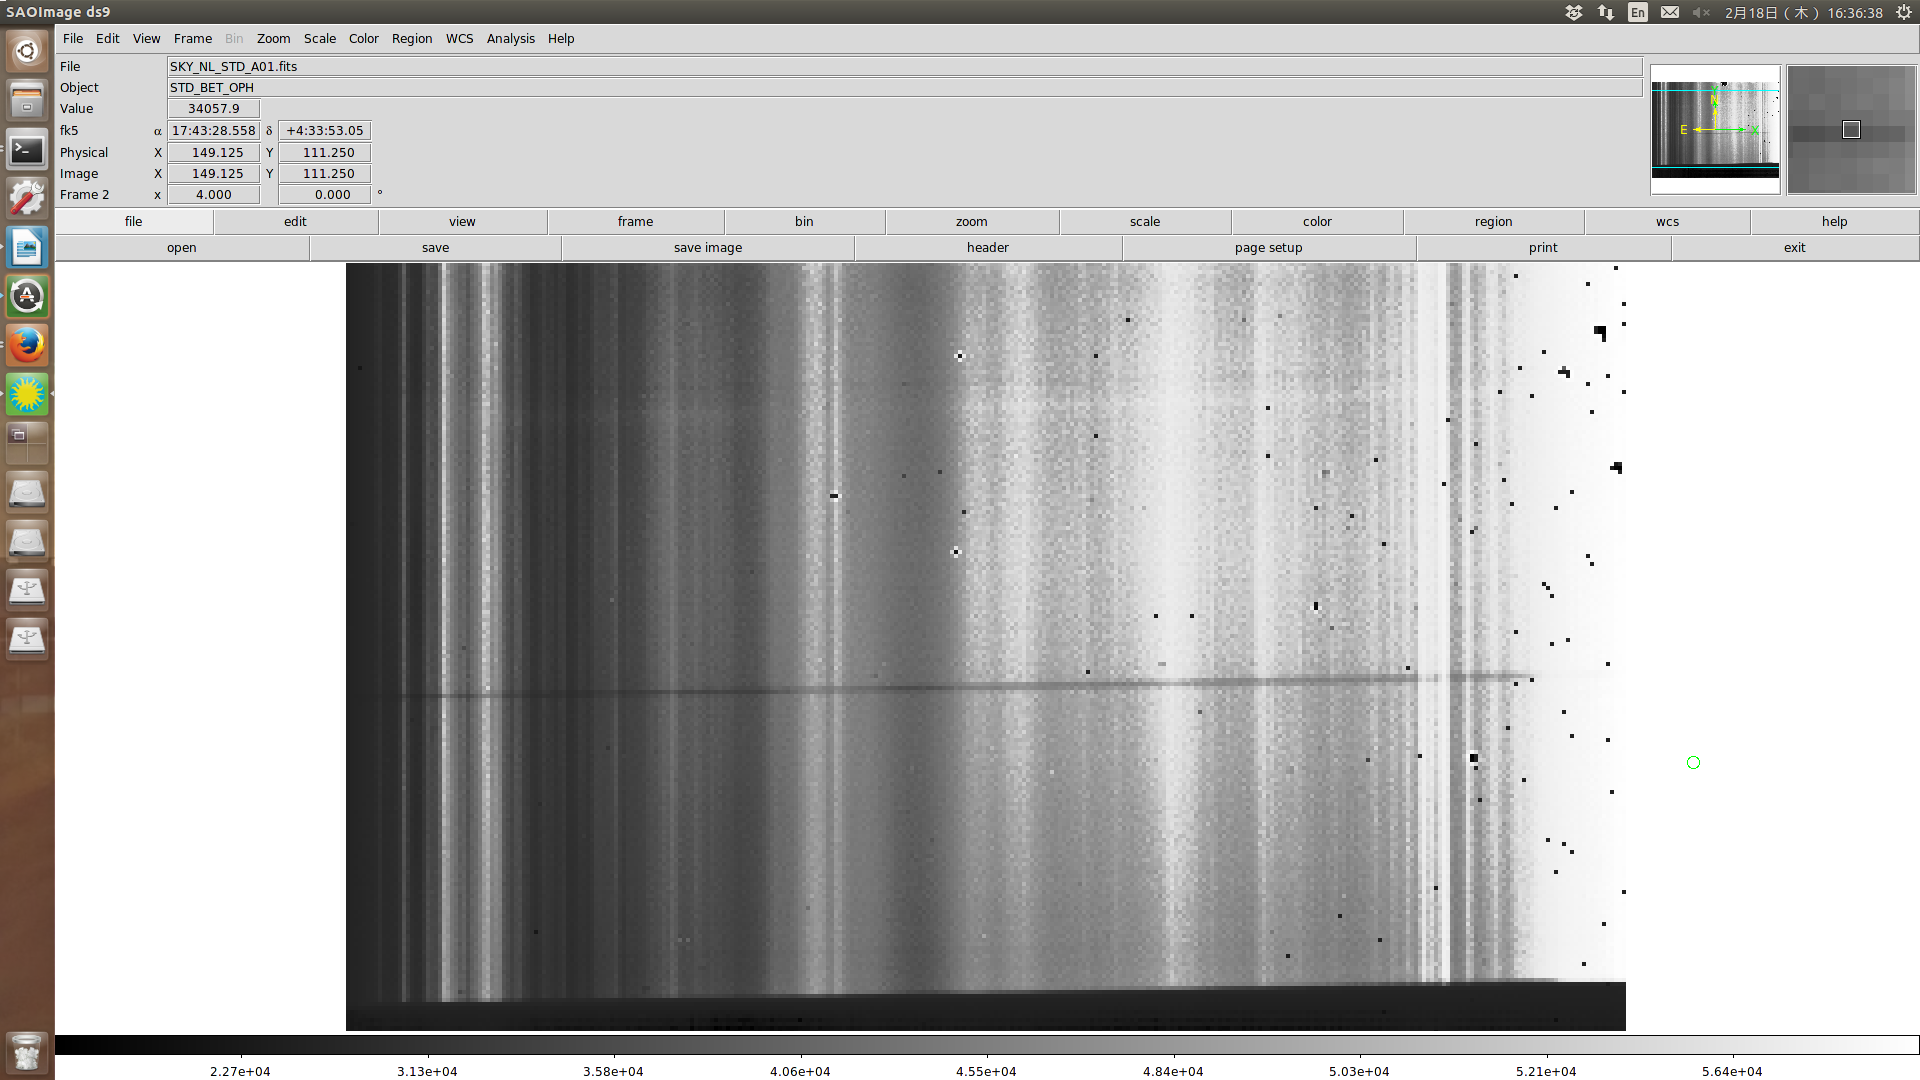 SAOImage ds9
En 2月18日 ( 木 ) 16:36:38
File Edit View Frame Bin Zoom Scale Color Region WCS Analysis Help
File SKY_NL_STD_A01.fits
Object STD_BET_OPH
Value 34057.9
fk5 α 17:43:28.558 δ +4:33:53.05
Physical X 149.125 Y 111.250
Image X 149.125 Y 111.250
Frame 2 x 4.000 0.000 °
N
E X
file edit view frame bin zoom scale color region wcs help
open save save image header page setup print exit
2.27e+04 3.13e+04 3.58e+04 4.06e+04 4.55e+04 4.84e+04 5.03e+04 5.21e+04 5.64e+04